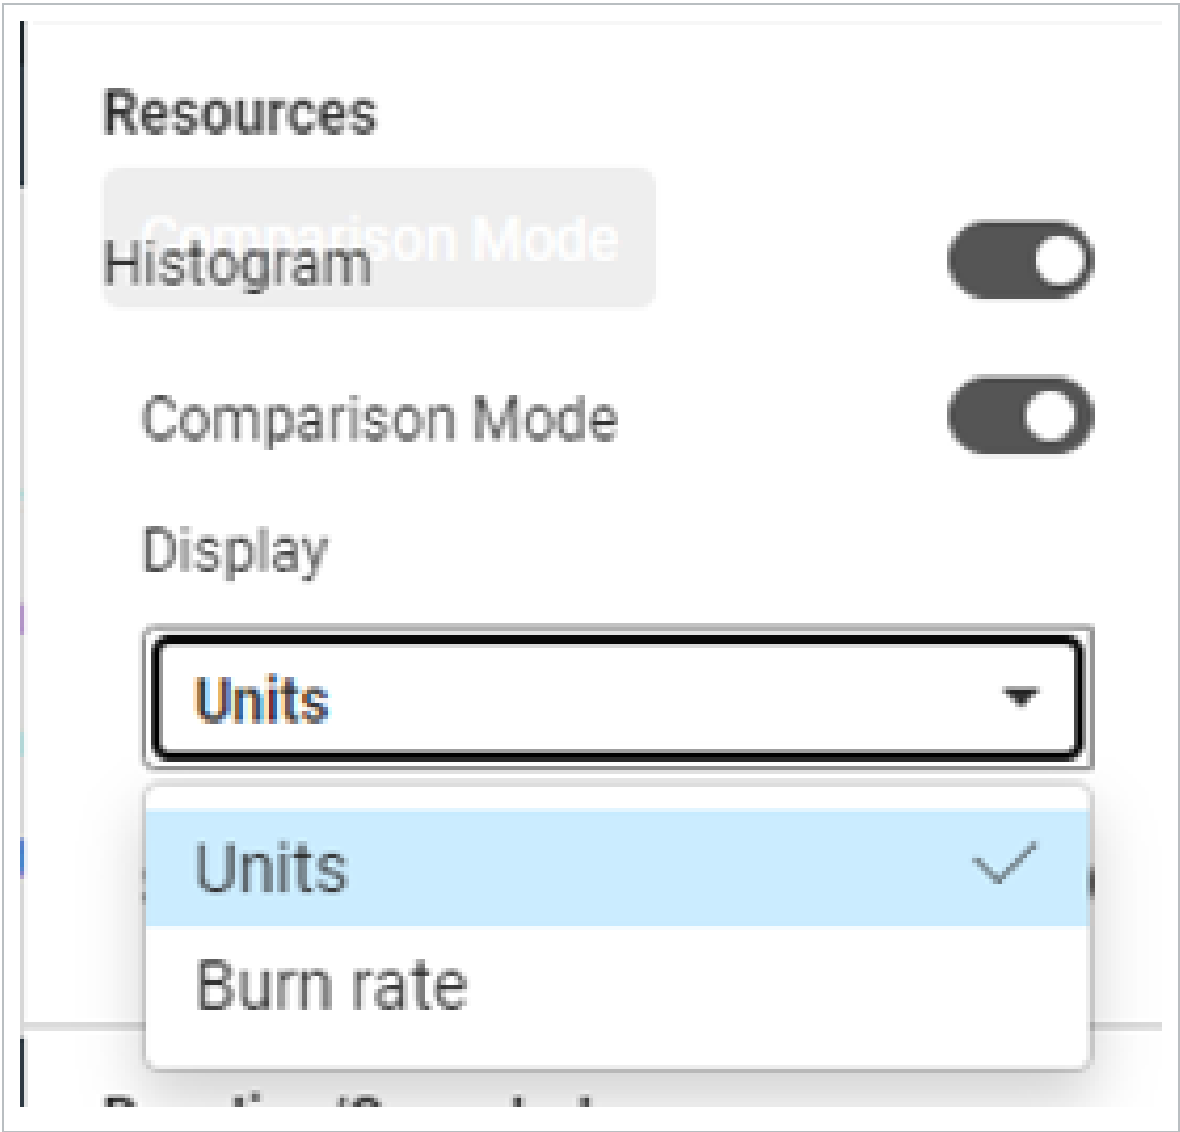 Resources
Comparison Mode
Histogram
Comparison Mode
Display
Units
Units
Burn rate